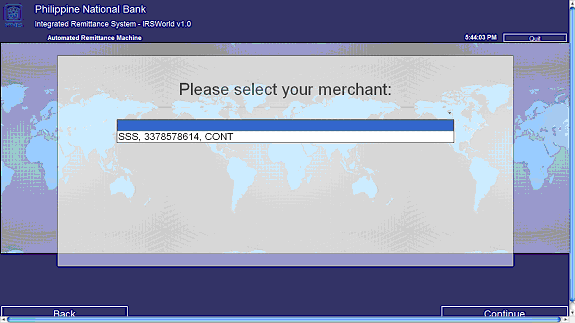 Philippine National Bank
Integrated Remittance System - IRSWorld v1.0
Automated Remittance Machine
5:44:03 PM
Quit
Please select your merchant:
SSS, 3378578614, CONT
Back
Continue